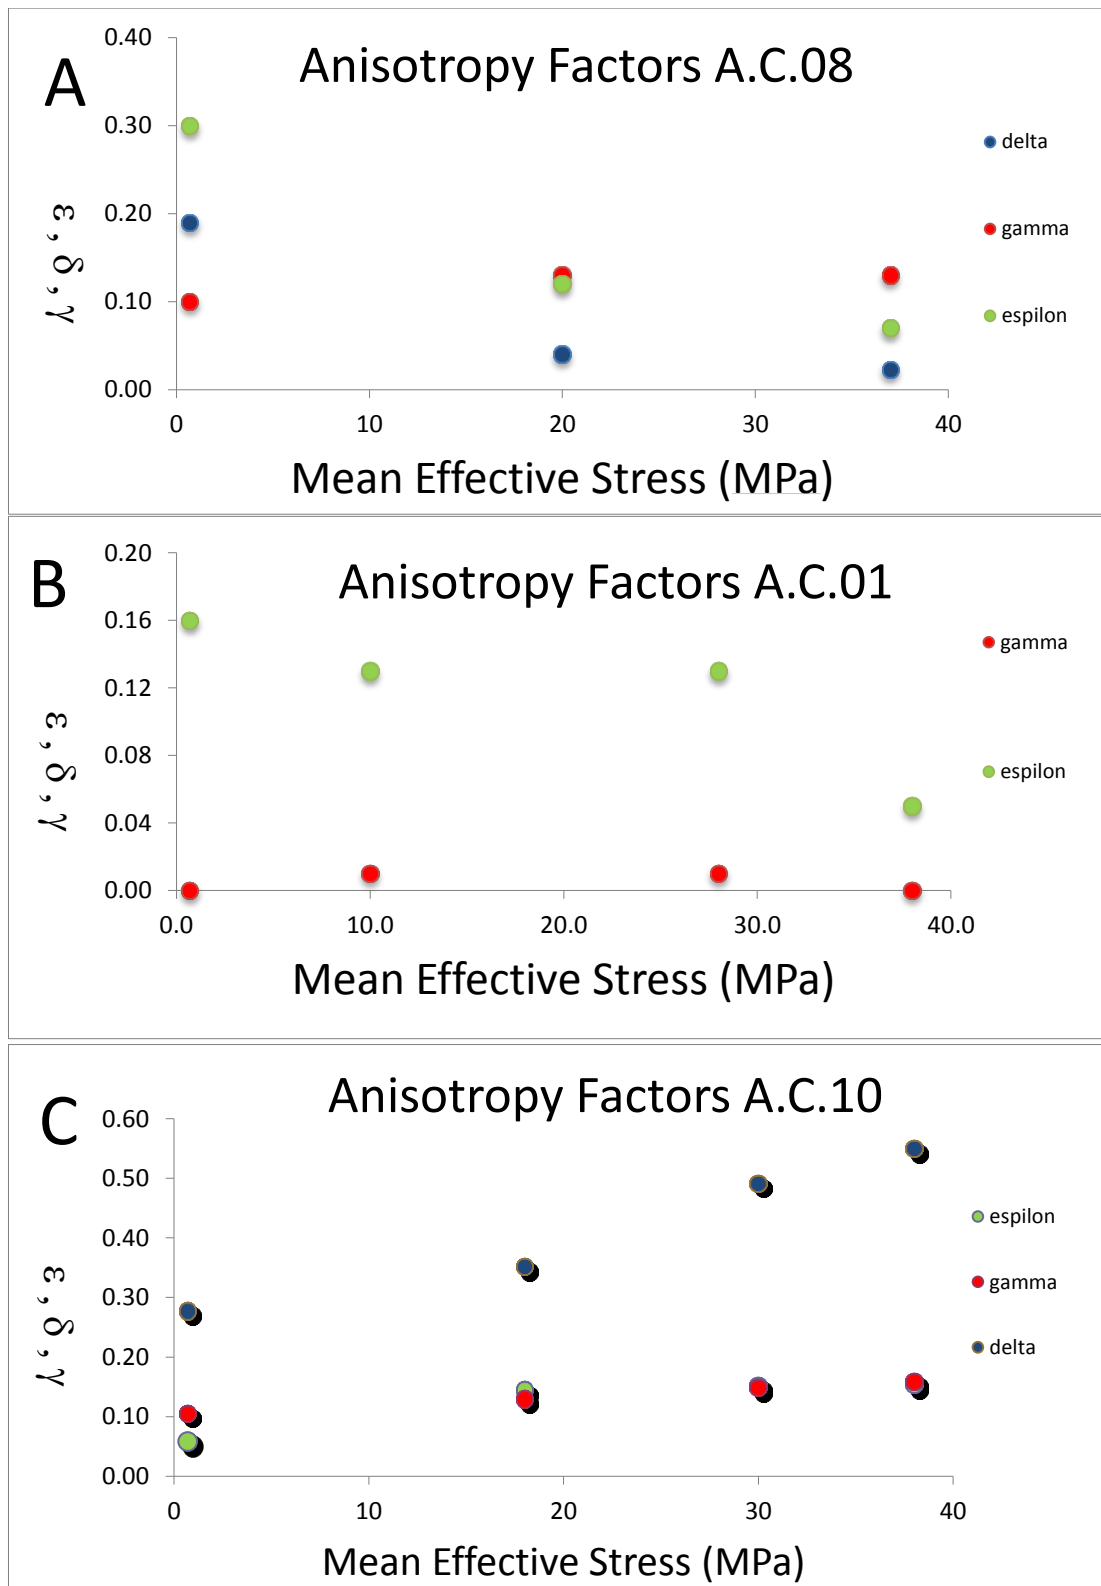 A
Anisotropy Factors A.C.08
0.40
0.30
0.20
0.10
0.00
ε, δ, γ
0 10 20 30 40
Mean Effective Stress (MPa)
delta
gamma
espilon
B
Anisotropy Factors A.C.01
0.20
0.16
0.12
0.08
0.04
0.00
ε, δ, γ
0.0 10.0 20.0 30.0 40.0
Mean Effective Stress (MPa)
gamma
espilon
C
Anisotropy Factors A.C.10
0.60
0.50
0.40
0.30
0.20
0.10
0.00
ε, δ, γ
0 10 20 30 40
Mean Effective Stress (MPa)
espilon
gamma
delta